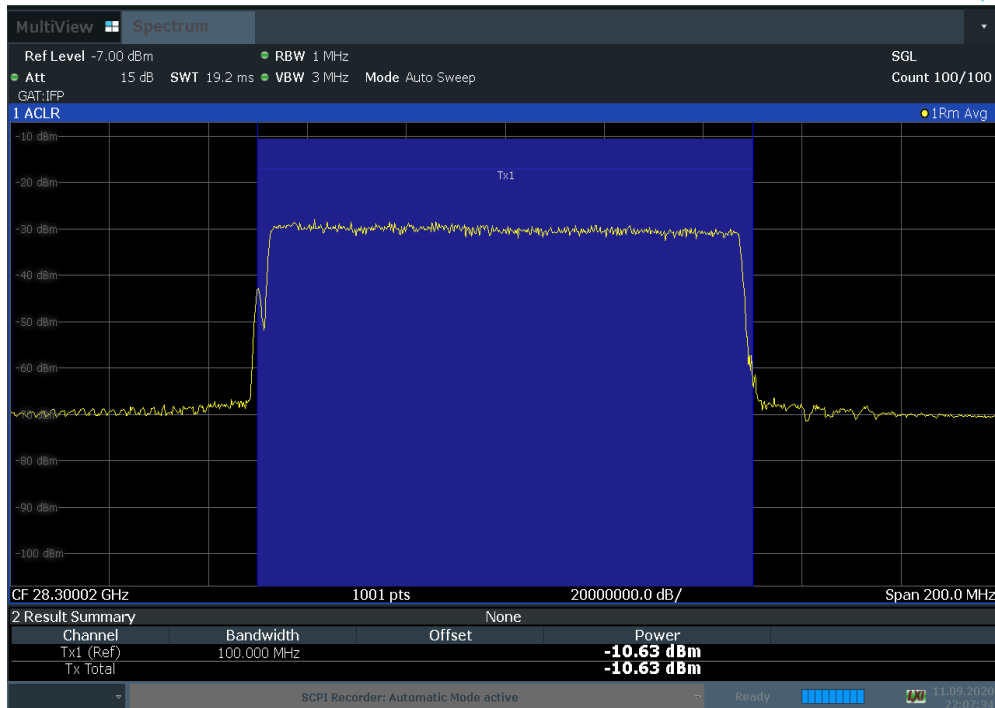 MultiView Spectrum
Ref Level -7.00 dBm RBW 1 MHz SGL
Att 15 dB SWT 19.2 ms VBW 3 MHz Mode Auto Sweep Count 100/100
GAT:IFP
1 ACLR 1Rm Avg
-10 dBm
Tx1
-20 dBm
-30 dBm
-40 dBm
-50 dBm
-60 dBm
-70 dBm
-80 dBm
-90 dBm
-100 dBm
CF 28.30002 GHz 1001 pts 20000000.0 dB/ Span 200.0 MHz
2 Result Summary None
Channel Bandwidth Offset Power
Tx1 (Ref) 100.000 MHz -10.63 dBm
Tx Total -10.63 dBm
SCPI Recorder: Automatic Mode active Ready LXI 11.09.2020
22:07:34